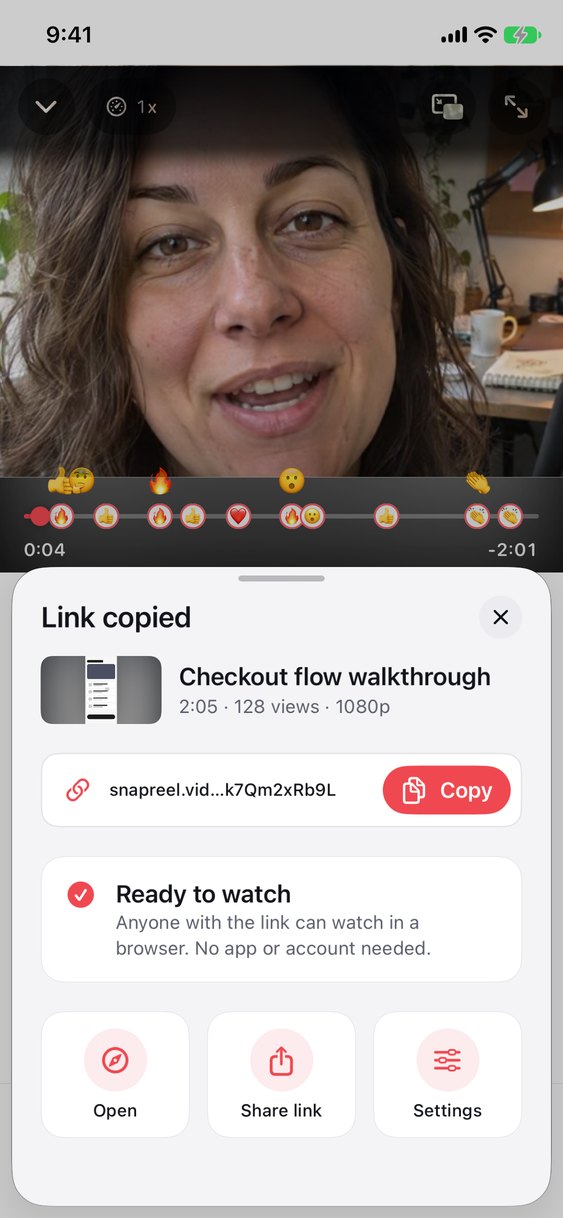 9:41
1x
0:04
-2:01
Link copied
Checkout flow walkthrough
2:05 · 128 views · 1080p
snapreel.vid...k7Qm2xRb9L
Copy
Ready to watch
Anyone with the link can watch in a
browser. No app or account needed.
Open
Share link
Settings